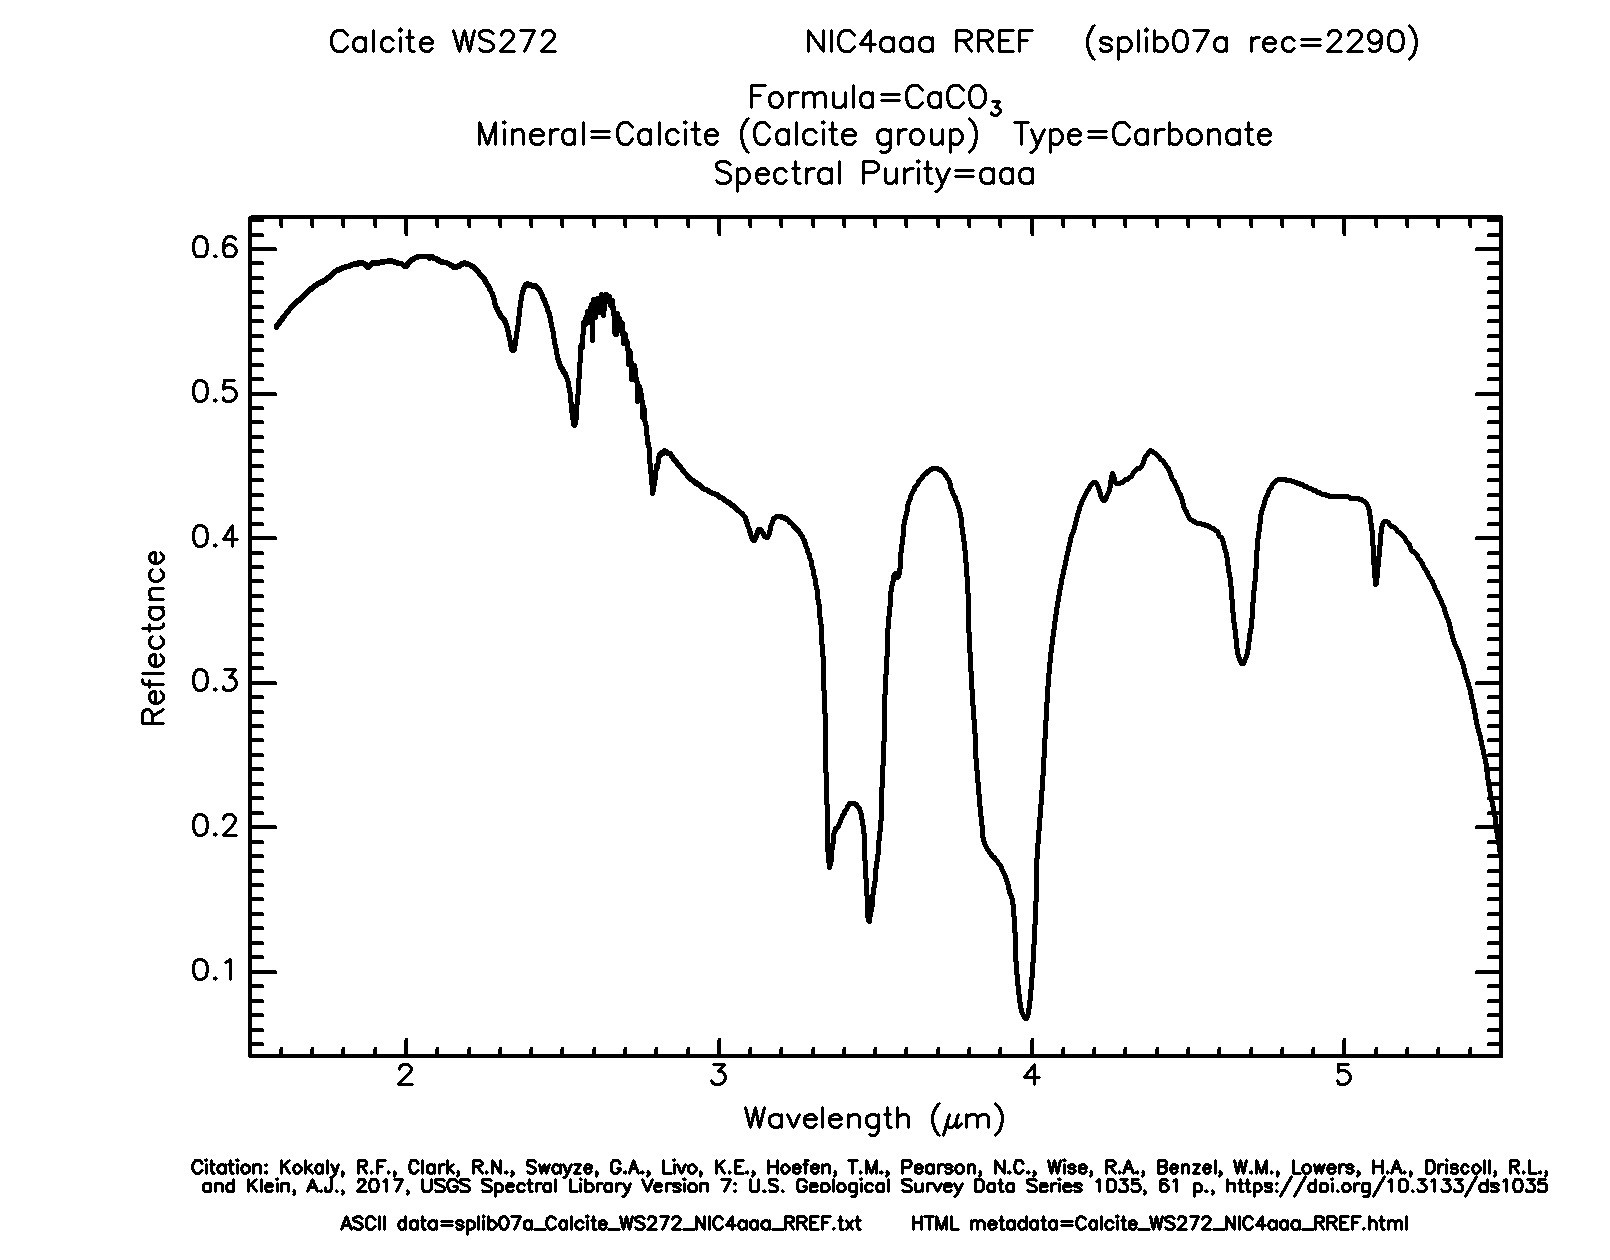 Calcite WS272 NIC4aaa RREF (splib07a rec=2290)
Formula=CaCO₃
Mineral=Calcite (Calcite group) Type=Carbonate
Spectral Purity=aaa
0.6
0.5
0.4
0.3
0.2
0.1
Reflectance
2 3 4 5
Wavelength (μm)
Citation: Kokaly, R.F., Clark, R.N., Swayze, G.A., Livo, K.E., Hoefen, T.M., Pearson, N.C., Wise, R.A., Benzel, W.M., Lowers, H.A., Driscoll, R.L.,
and Klein, A.J., 2017, USGS Spectral Library Version 7: U.S. Geological Survey Data Series 1035, 61 p., https://doi.org/10.3133/ds1035
ASCII data=splib07a_Calcite_WS272_NIC4aaa_RREF.txt HTML metadata=Calcite_WS272_NIC4aaa_RREF.html